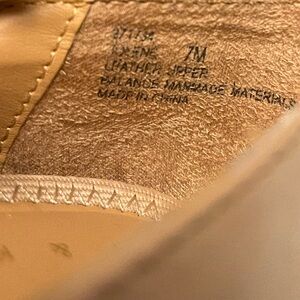 7M
LEATHER UPPER
BALANCE MANMADE MATERIALS
MADE IN CHINA